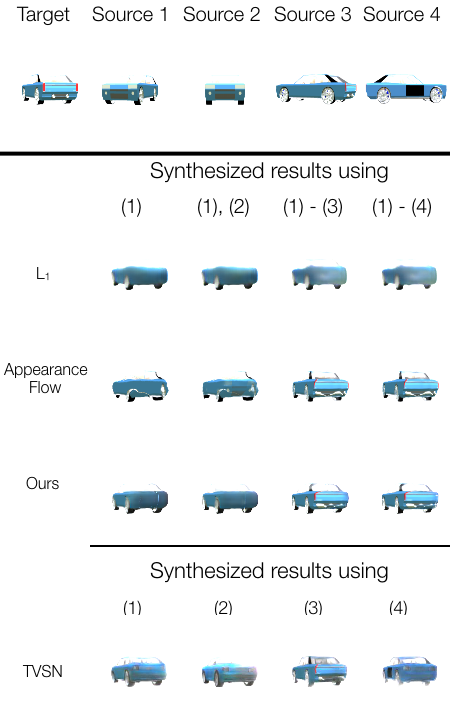 Target Source 1 Source 2 Source 3 Source 4
Synthesized results using
(1) (1), (2) (1) - (3) (1) - (4)
L₁
Appearance
Flow
Ours
Synthesized results using
(1) (2) (3) (4)
TVSN